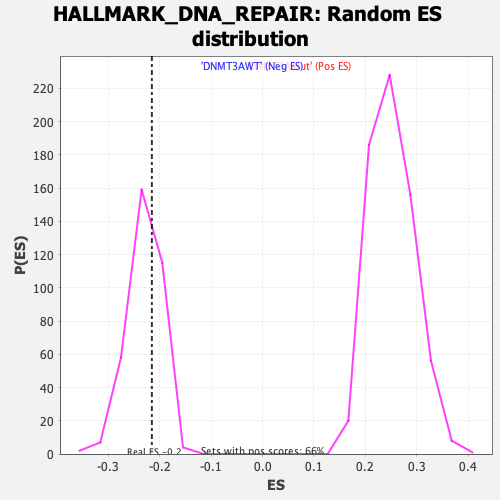 HALLMARK_DNA_REPAIR: Random ES
distribution
'DNMT3AWT' (Neg ES) ut' (Pos ES)
P(ES)
220
200
180
160
140
120
100
80
60
40
20
0
Real ES -0.2
Sets with pos scores: 66%
-0.3 -0.2 -0.1 0.0 0.1 0.2 0.3 0.4
ES